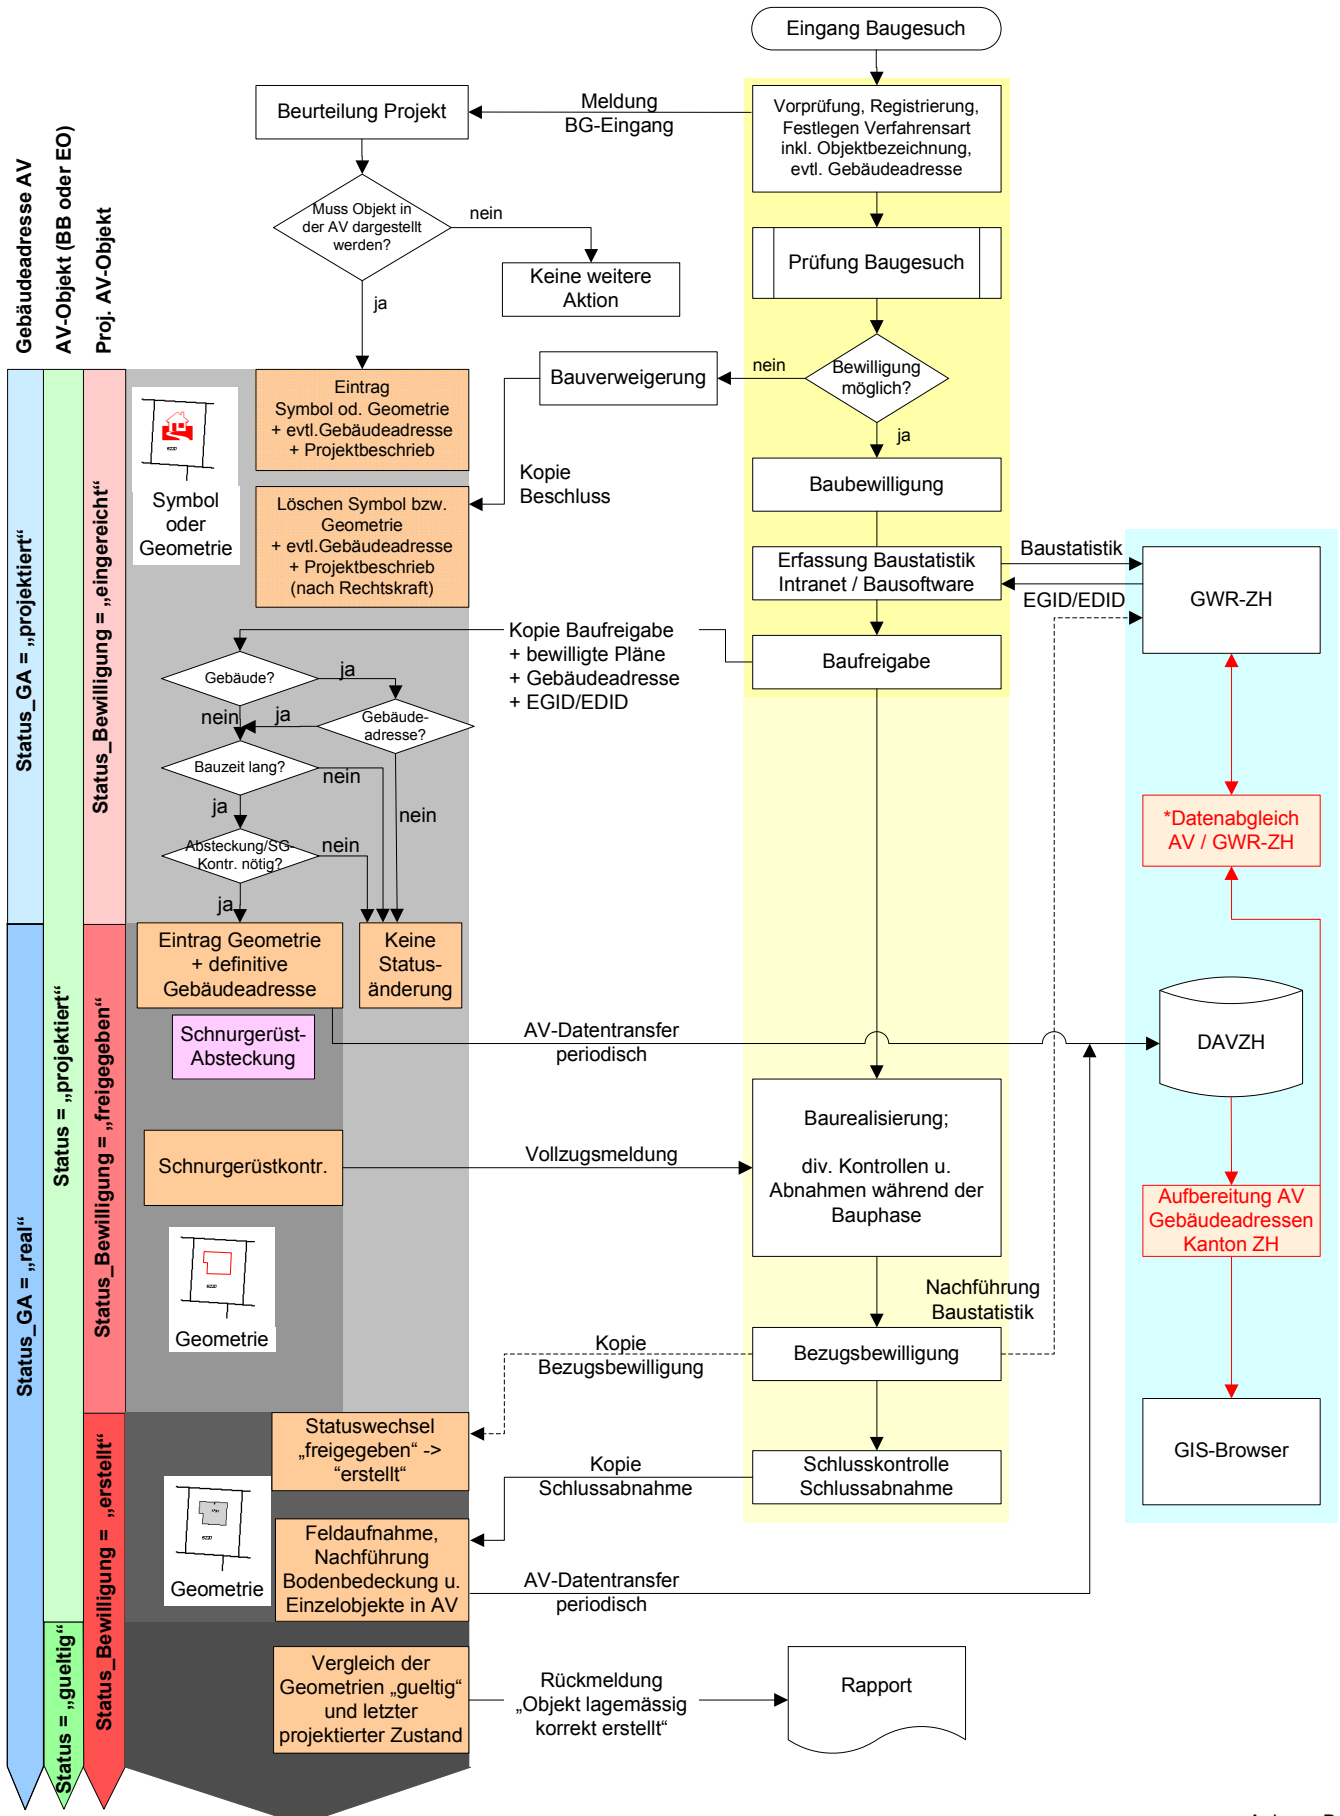 Eingang Baugesuch
Beurteilung Projekt
Meldung
BG-Eingang
Vorprüfung, Registrierung,
Festlegen Verfahrensart
inkl. Objektbezeichnung,
evtl. Gebäudeadresse
Gebäudeadresse AV
AV-Objekt (BB oder EO)
Proj. AV-Objekt
Muss Objekt in
der AV dargestellt
werden?
nein
ja
Keine weitere
Aktion
Prüfung Baugesuch
Bewilligung
möglich?
nein
ja
Bauverweigerung
Eintrag
Symbol od. Geometrie
+ evtl.Gebäudeadresse
+ Projektbeschrieb
Symbol
oder
Geometrie
Kopie
Beschluss
Löschen Symbol bzw.
Geometrie
+ evtl.Gebäudeadresse
+ Projektbeschrieb
(nach Rechtskraft)
Baubewilligung
Erfassung Baustatistik
Intranet / Bausoftware
Baustatistik
EGID/EDID
GWR-ZH
Status_GA = „projektiert“
Status_Bewilligung = „eingereicht“
Kopie Baufreigabe
+ bewilligte Pläne
+ Gebäudeadresse
+ EGID/EDID
Baufreigabe
Gebäude?
ja
nein
ja
Gebäude-
adresse?
Bauzeit lang?
nein
ja
nein
Absteckung/SG-
Kontr. nötig?
nein
ja
*Datenabgleich
AV / GWR-ZH
Eintrag Geometrie
+ definitive
Gebäudeadresse
Keine
Status-
änderung
Schnurgerüst-
Absteckung
AV-Datentransfer
periodisch
DAVZH
Status = „projektiert“
Status_Bewilligung = „freigegeben“
Status_GA = „real“
Schnurgerüstkontr.
Vollzugsmeldung
Baurealisierung;
div. Kontrollen u.
Abnahmen während der
Bauphase
Aufbereitung AV
Gebäudeadressen
Kanton ZH
Geometrie
Nachführung
Baustatistik
Kopie
Bezugsbewilligung
Bezugsbewilligung
Statuswechsel
„freigegeben“ ->
“erstellt“
Kopie
Schlussabnahme
Schlusskontrolle
Schlussabnahme
GIS-Browser
Geometrie
Feldaufnahme,
Nachführung
Bodenbedeckung u.
Einzelobjekte in AV
AV-Datentransfer
periodisch
Status_Bewilligung = „erstellt“
Status = „gueltig“
Vergleich der
Geometrien „gueltig“
und letzter
projektierter Zustand
Rückmeldung
„Objekt lagemässig
korrekt erstellt“
Rapport